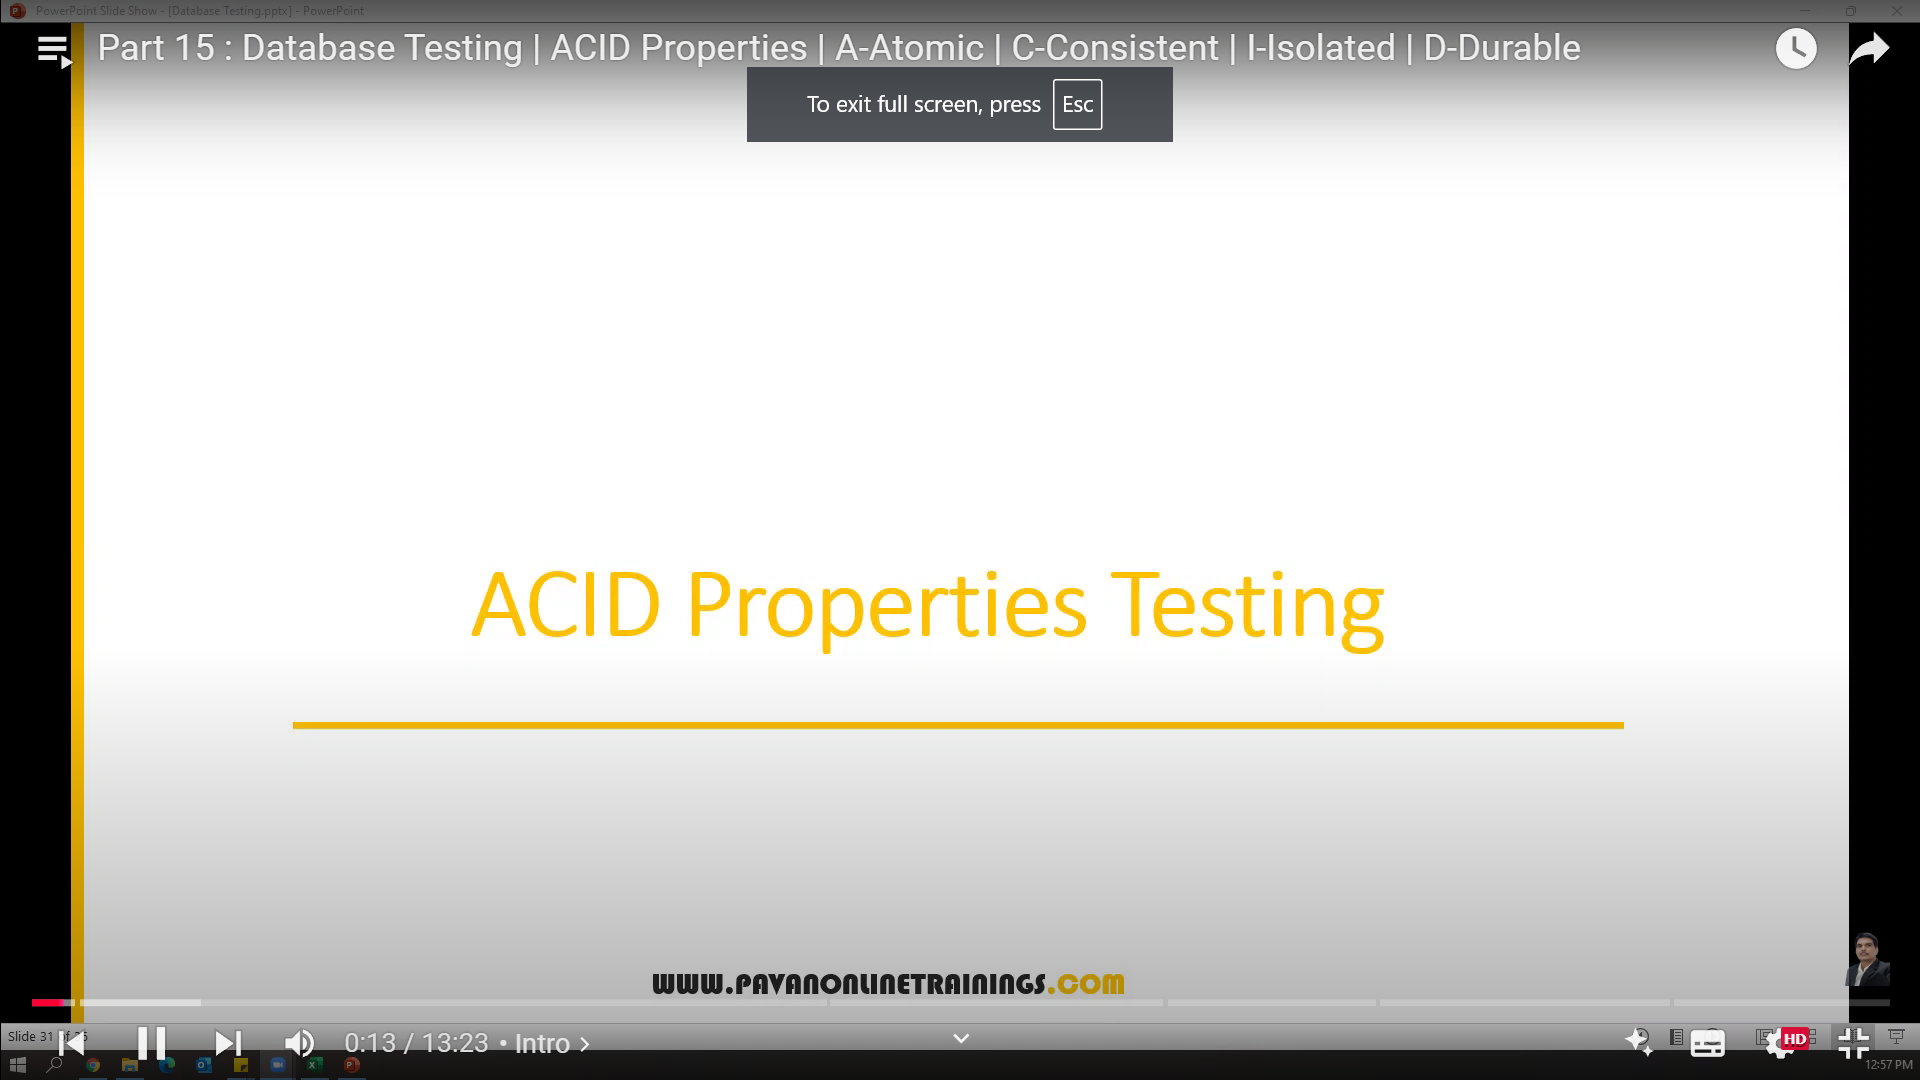 PowerPoint Slide Show - [Database Testing.pptx] - PowerPoint
Part 15 : Database Testing | ACID Properties | A-Atomic | C-Consistent | I-Isolated | D-Durable
To exit full screen, press Esc
ACID Properties Testing
WWW.PAVANONLINETRAININGS.COM
Slide 31 of 36
0:13 / 13:23 • Intro
HD
12:57 PM